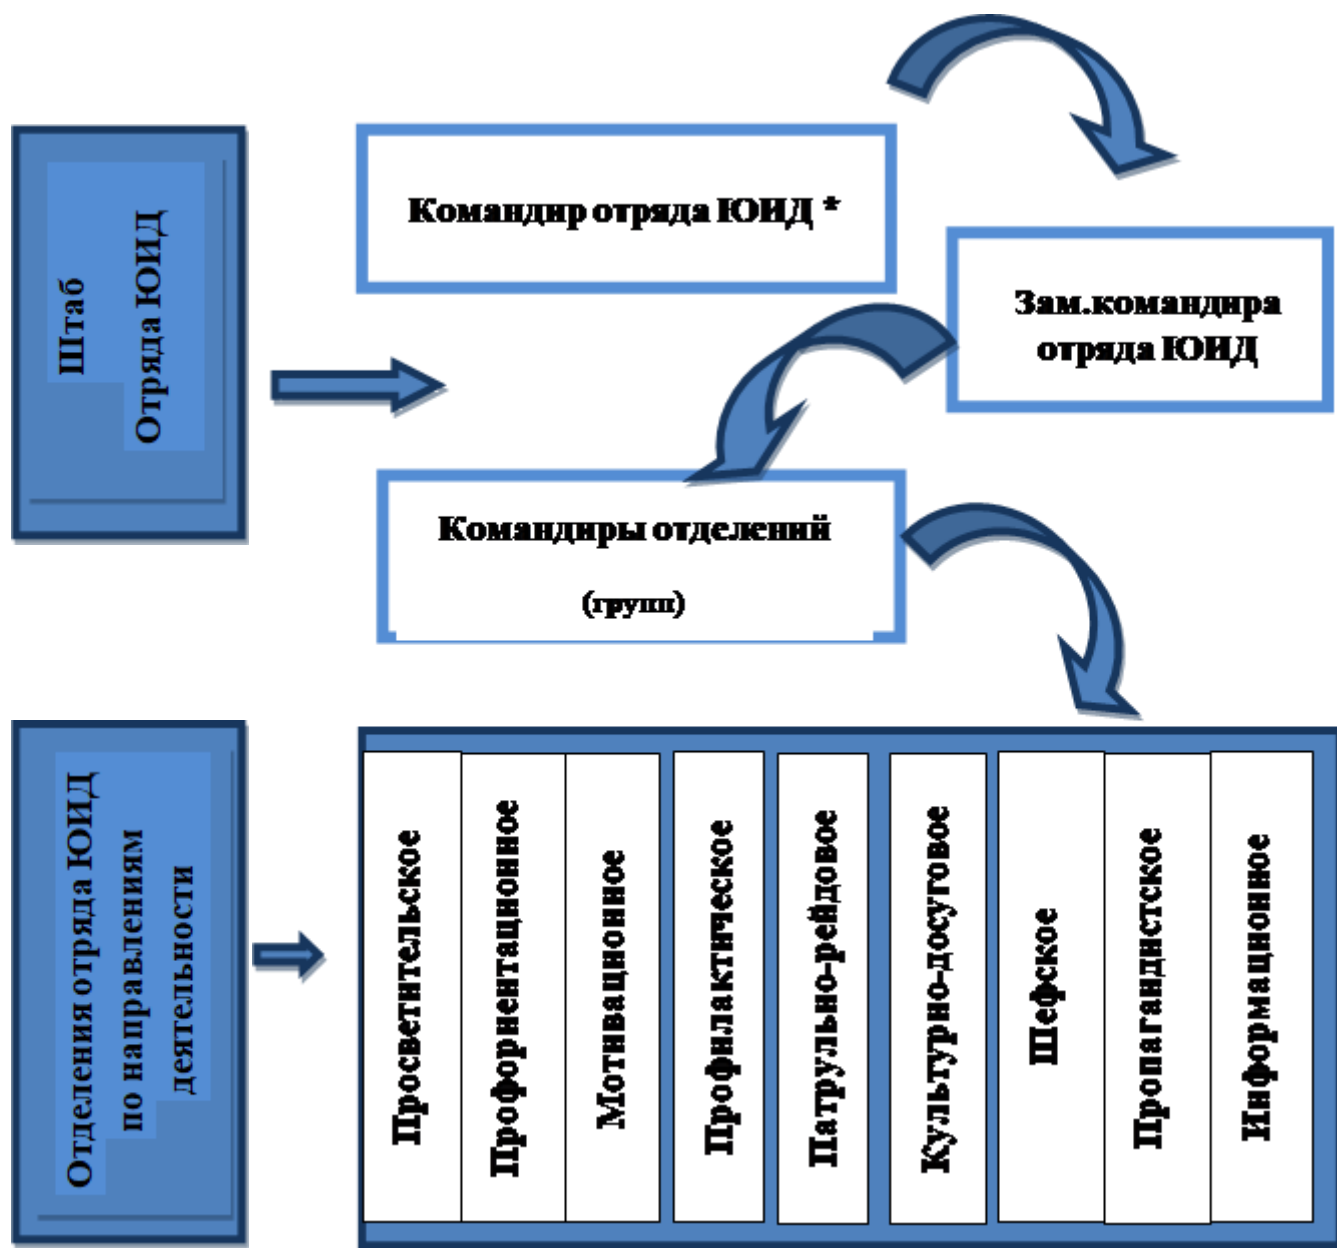 Штаб
Отряда ЮИД
Командир отряда ЮИД *
Зам.командира
отряда ЮИД
Командиры отделений
(групп)
Отделения отряда ЮИД
по направлениям
деятельности
Просветительское
Профориентационное
Мотивационное
Профилактическое
Патрульно-рейдовое
Культурно-досуговое
Шефское
Пропагандистское
Информационное